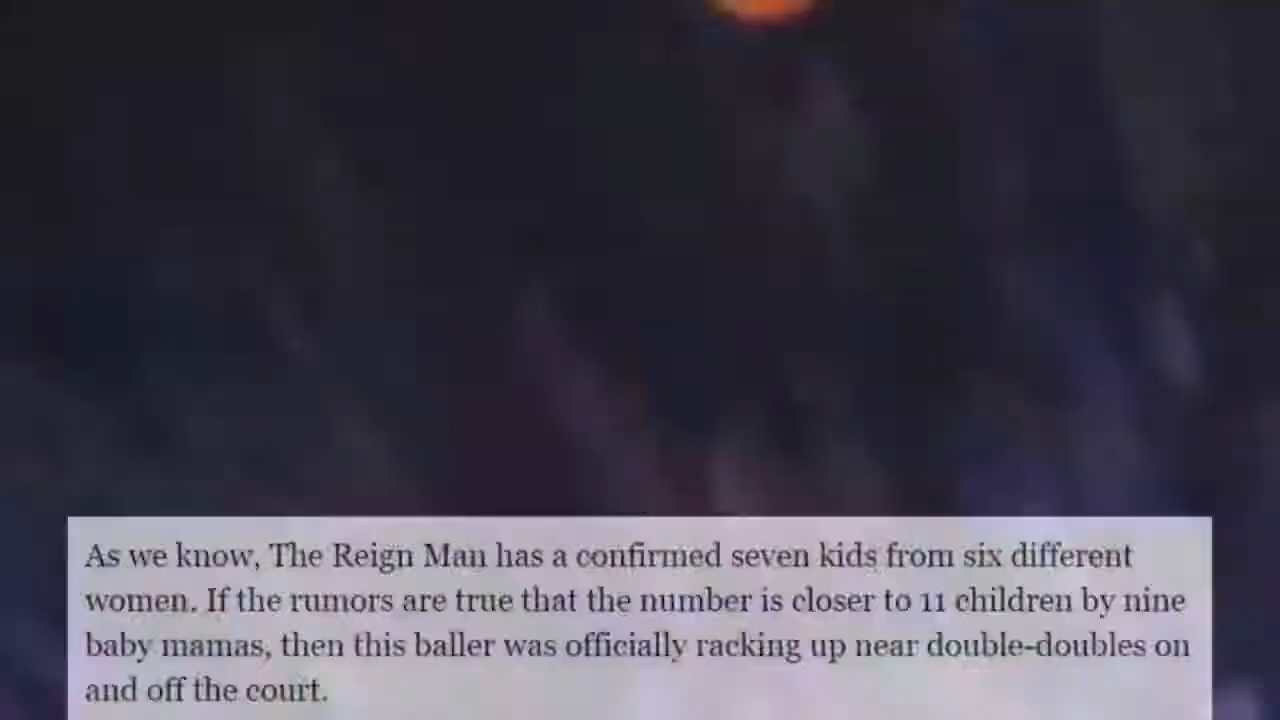 As we know, The Reign Man has a confirmed seven kids from six different
women. If the rumors are true that the number is closer to 11 children by nine
baby mamas, then this baller was officially racking up near double-doubles on
and off the court.